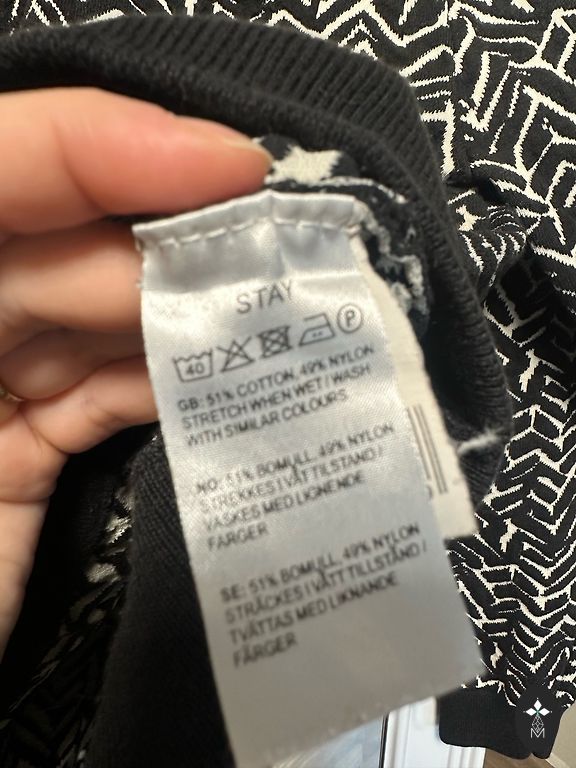 STAY
40 P
GB: 51% COTTON, 49% NYLON
STRETCH WHEN WET / WASH
WITH SIMILAR COLOURS
NO: 51% BOMULL, 49% NYLON
STREKKES I VÅT TILSTAND /
VASKES MED LIGNENDE
FARGER
SE: 51% BOMULL, 49% NYLON
STRÄCKES I VÅTT TILLSTÅND /
TVÄTTAS MED LIKNANDE
FÄRGER
M